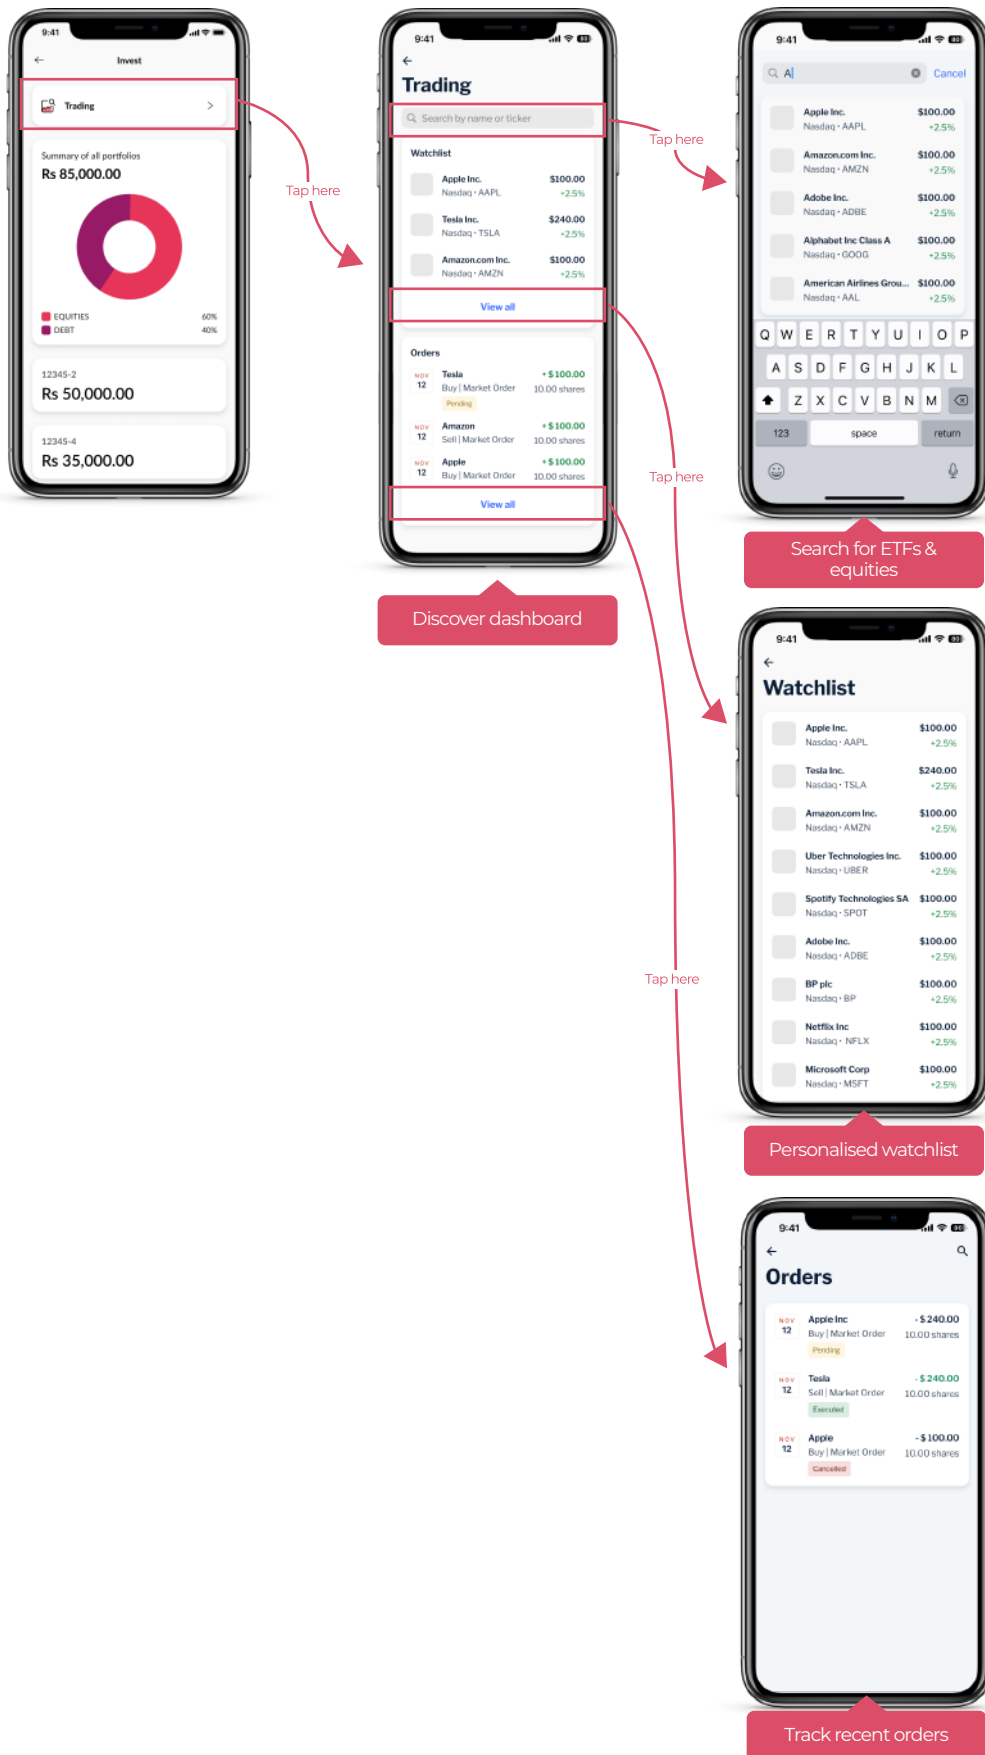 9:41
Invest
Trading
Summary of all portfolios
Rs 85,000.00
EQUITIES 60%
DEBT 40%
12345-2
Rs 50,000.00
12345-4
Rs 35,000.00
Tap here
9:41
Trading
Search by name or ticker
Watchlist
Apple Inc. $100.00
Nasdaq • AAPL +2.5%
Tesla Inc. $240.00
Nasdaq • TSLA +2.5%
Amazon.com Inc. $100.00
Nasdaq • AMZN +2.5%
View all
Orders
NOV 12 Tesla +$100.00
Buy | Market Order 10.00 shares
Pending
NOV 12 Amazon +$100.00
Sell | Market Order 10.00 shares
NOV 12 Apple +$100.00
Buy | Market Order 10.00 shares
View all
Discover dashboard
Tap here
Tap here
Tap here
9:41
A Cancel
Apple Inc. $100.00
Nasdaq • AAPL +2.5%
Amazon.com Inc. $100.00
Nasdaq • AMZN +2.5%
Adobe Inc. $100.00
Nasdaq • ADBE +2.5%
Alphabet Inc Class A $100.00
Nasdaq • GOOG +2.5%
American Airlines Grou... $100.00
Nasdaq • AAL +2.5%
Q W E R T Y U I O P
A S D F G H J K L
Z X C V B N M
123 space return
Search for ETFs &
equities
9:41
Watchlist
Apple Inc. $100.00
Nasdaq • AAPL +2.5%
Tesla Inc. $240.00
Nasdaq • TSLA +2.5%
Amazon.com Inc. $100.00
Nasdaq • AMZN +2.5%
Uber Technologies Inc. $100.00
Nasdaq • UBER +2.5%
Spotify Technologies SA $100.00
Nasdaq • SPOT +2.5%
Adobe Inc. $100.00
Nasdaq • ADBE +2.5%
BP plc $100.00
Nasdaq • BP +2.5%
Netflix Inc $100.00
Nasdaq • NFLX +2.5%
Microsoft Corp $100.00
Nasdaq • MSFT +2.5%
Personalised watchlist
9:41
Orders
NOV 12 Apple Inc -$240.00
Buy | Market Order 10.00 shares
Pending
NOV 12 Tesla -$240.00
Sell | Market Order 10.00 shares
Executed
NOV 12 Apple -$100.00
Buy | Market Order 10.00 shares
Cancelled
Track recent orders